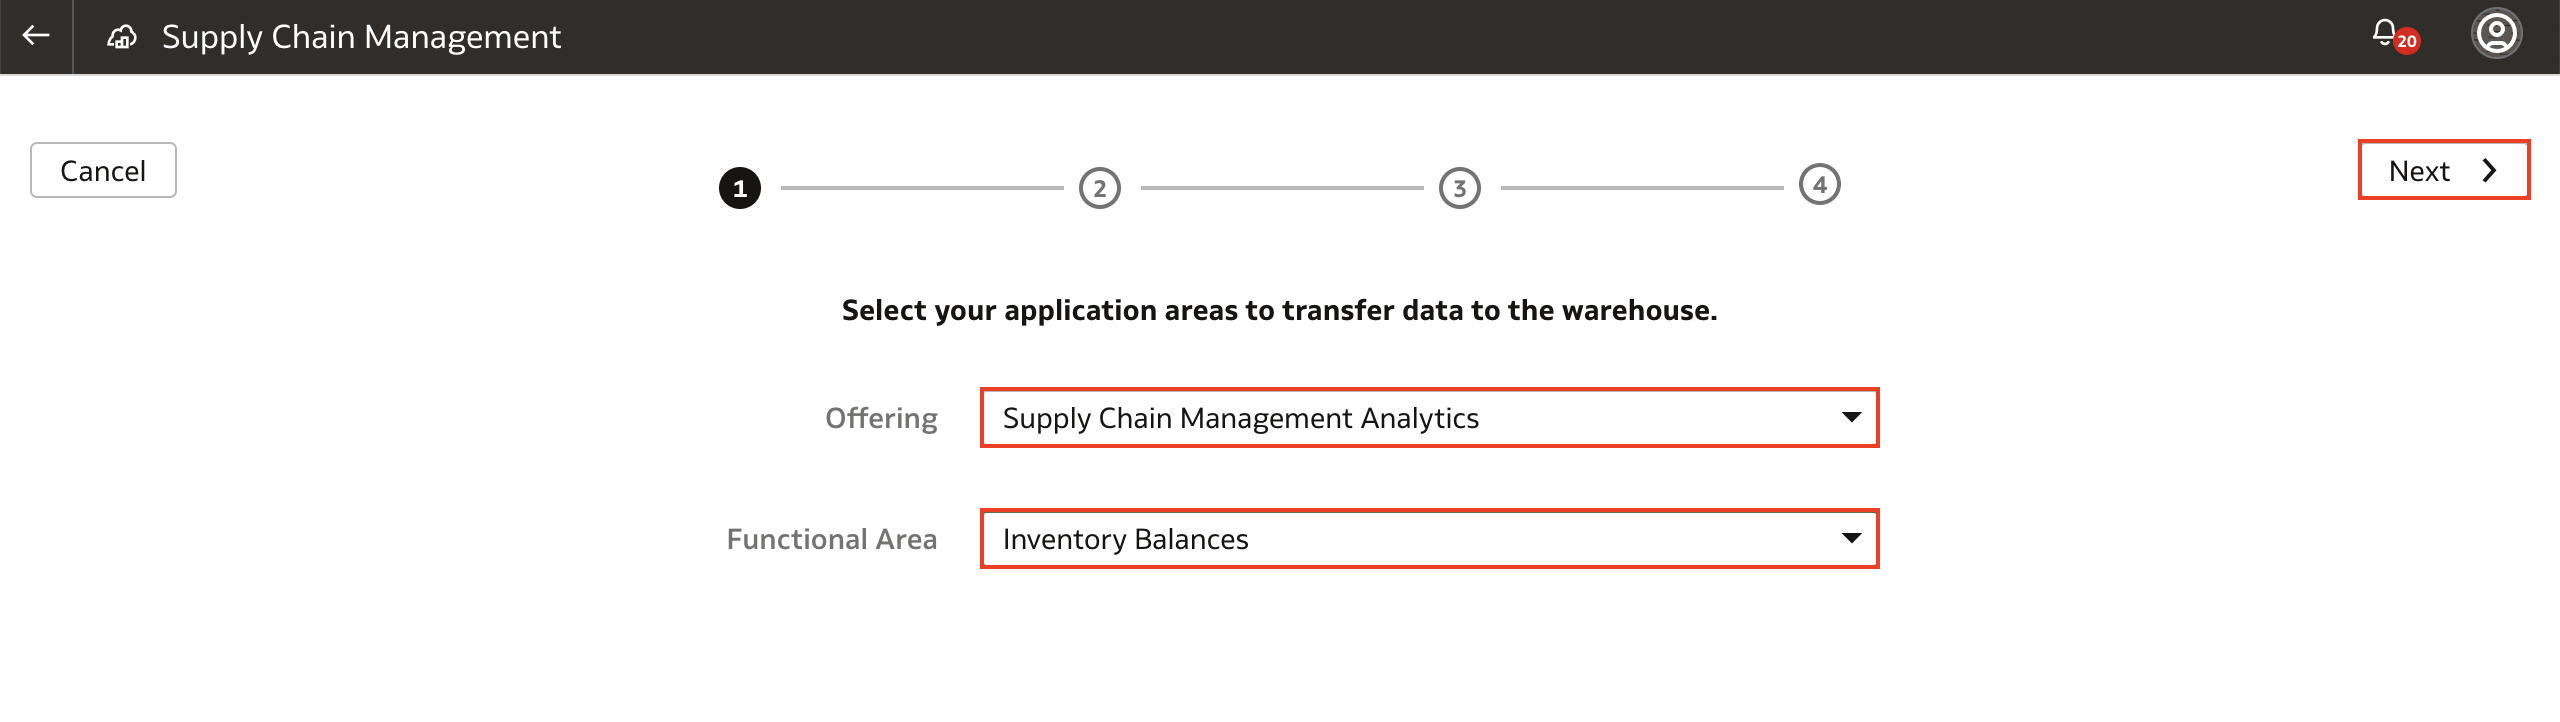 Supply Chain Management
20
Cancel
1
2
3
4
Next
Select your application areas to transfer data to the warehouse.
Offering
Supply Chain Management Analytics
Functional Area
Inventory Balances